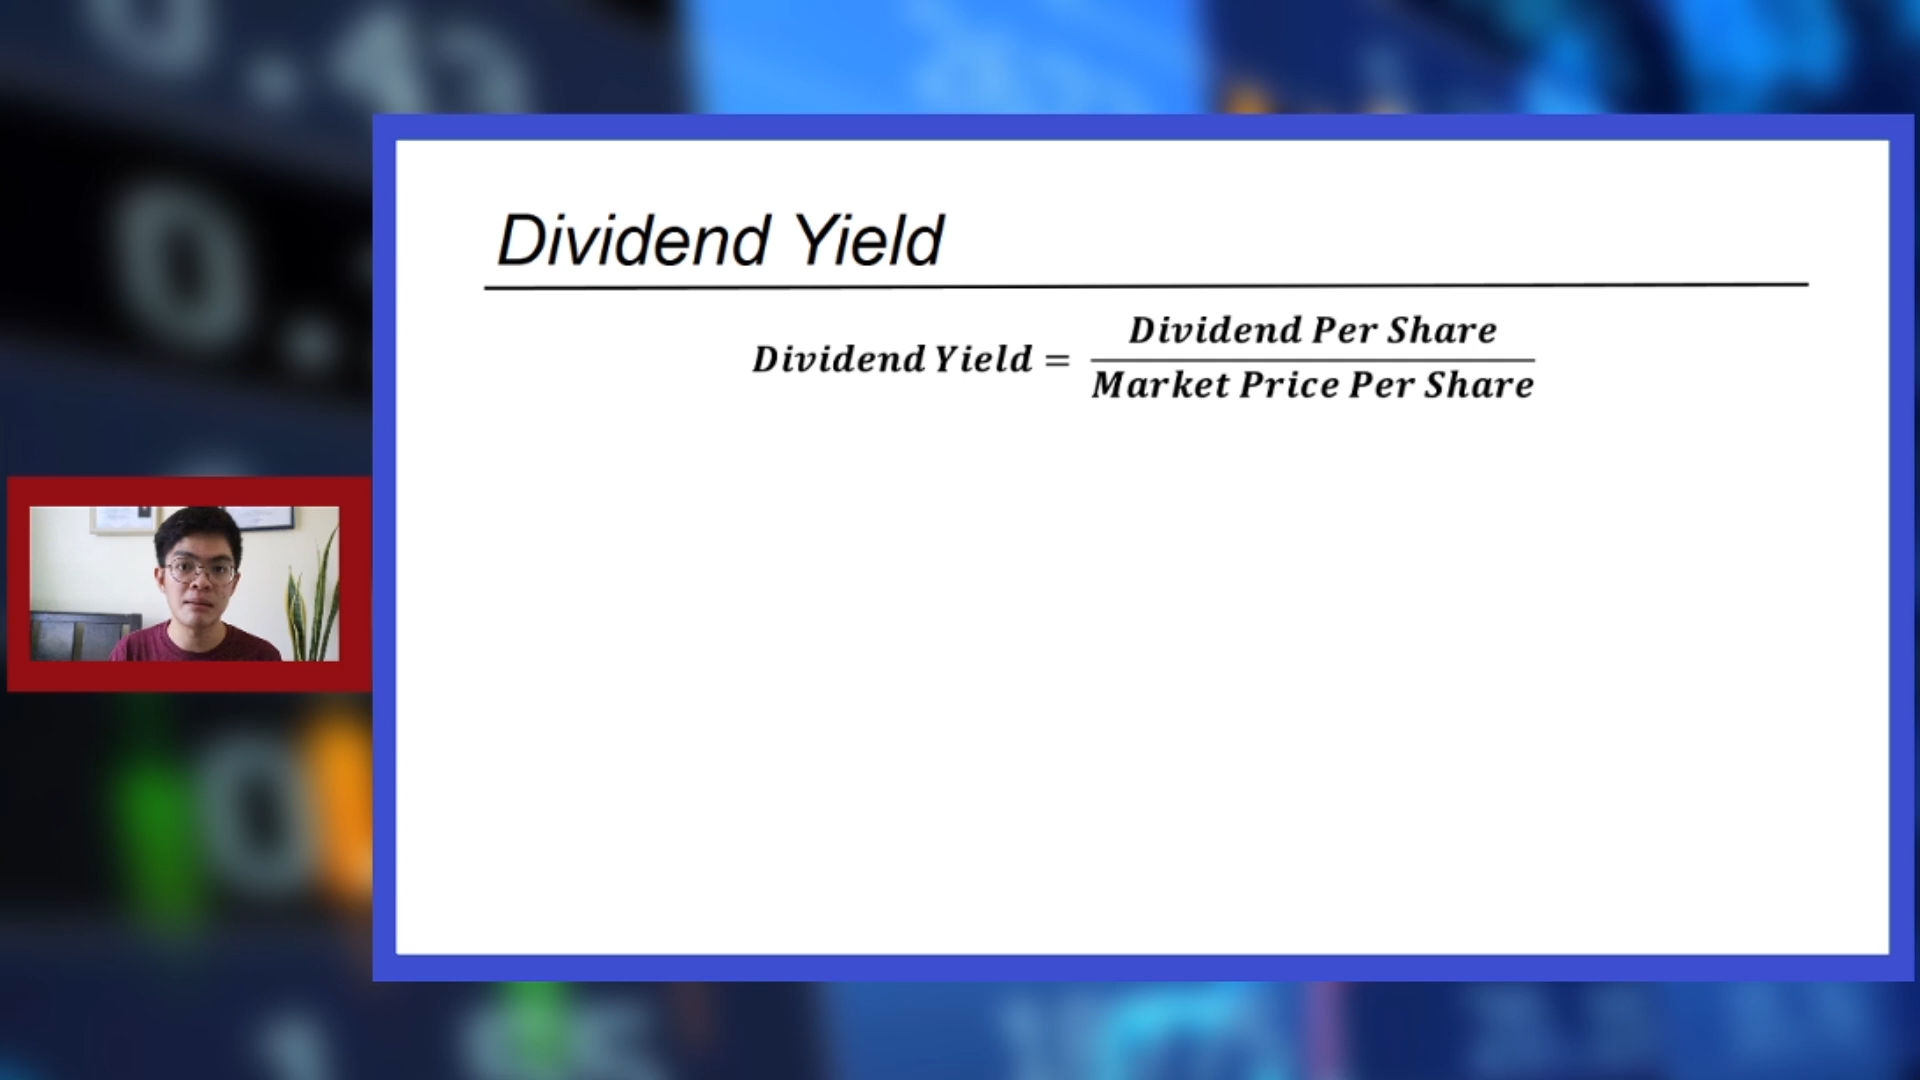 Dividend Yield
Dividend Yield = Dividend Per Share
Market Price Per Share